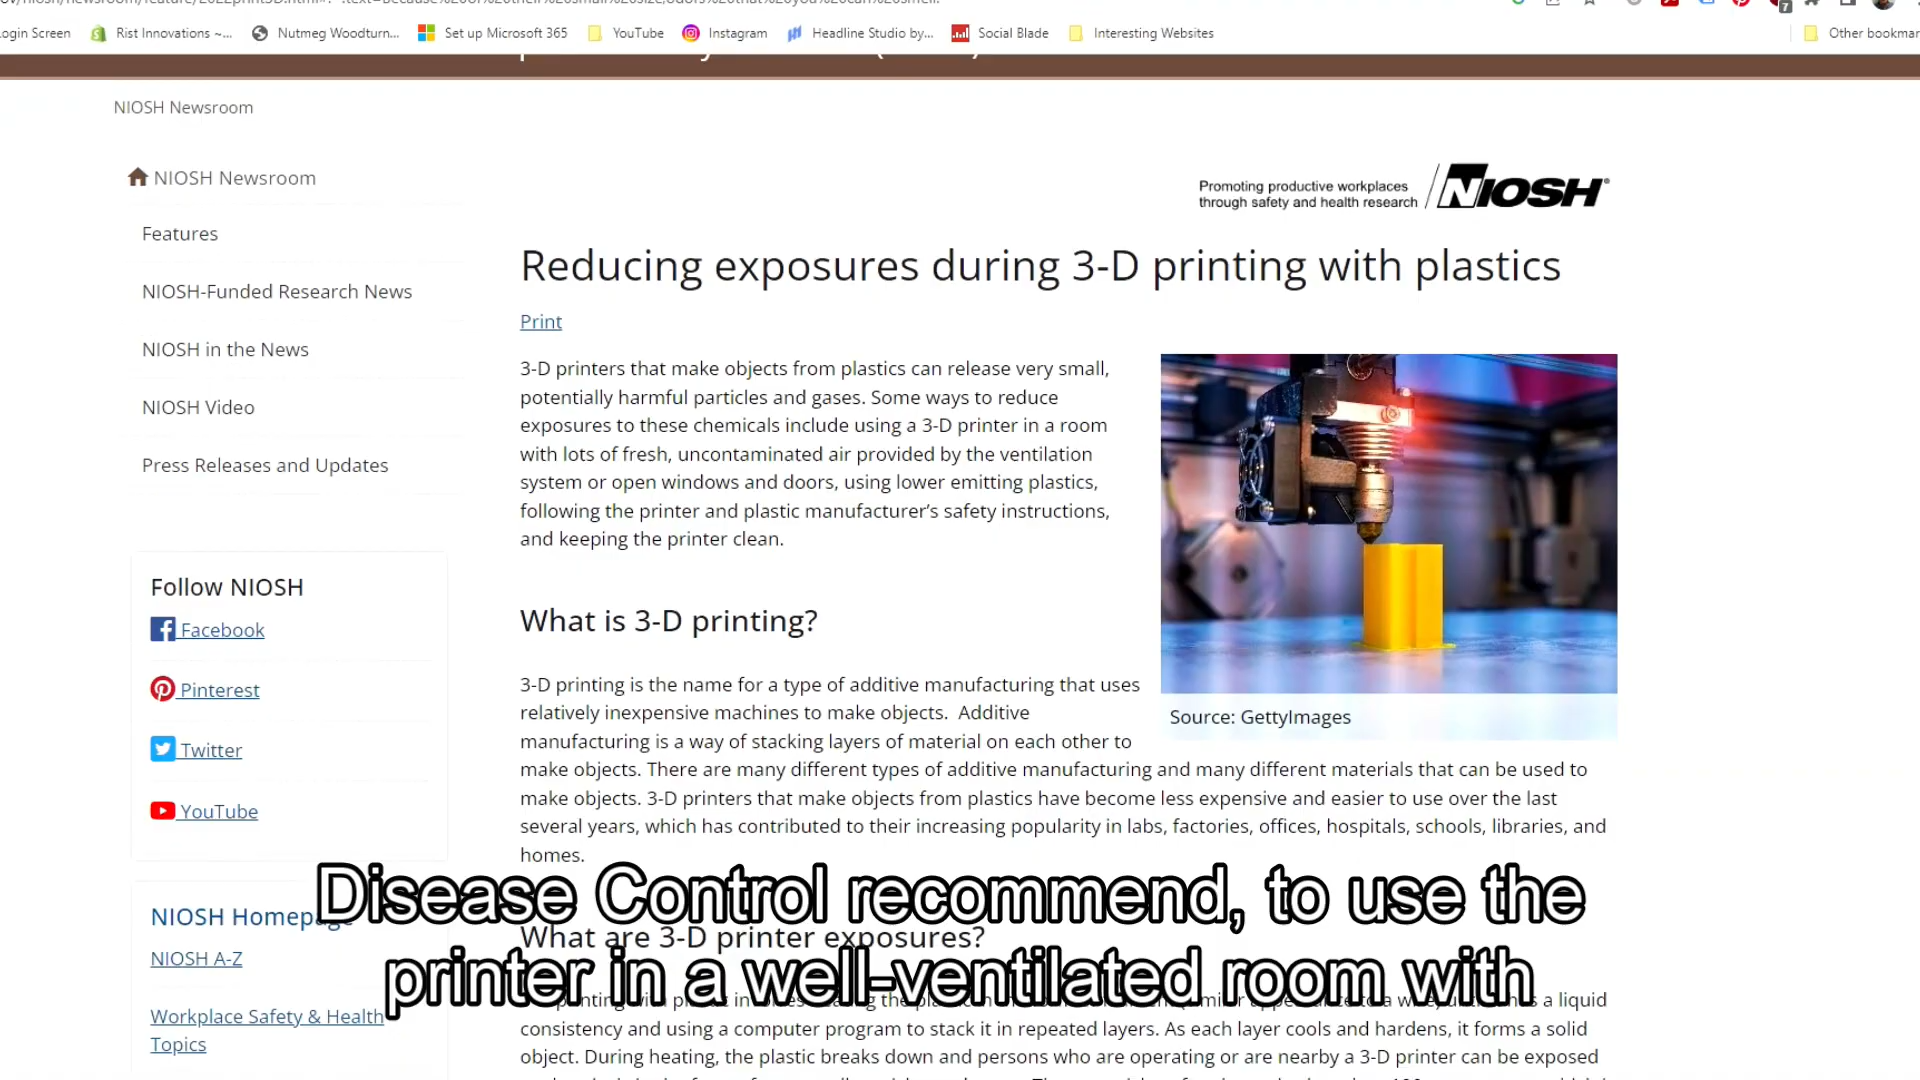 ogin Screen
Rist Innovations ~...
Nutmeg Woodturn...
Set up Microsoft 365
YouTube
Instagram
Headline Studio by...
Social Blade
Interesting Websites
Other bookmar
7
NIOSH Newsroom
NIOSH Newsroom
Features
NIOSH-Funded Research News
NIOSH in the News
NIOSH Video
Press Releases and Updates
Follow NIOSH
Facebook
Pinterest
Twitter
YouTube
NIOSH Homepage
NIOSH A-Z
Workplace Safety & Health
Topics
Promoting productive workplaces
through safety and health research
NIOSH®
Reducing exposures during 3-D printing with plastics
Print
3-D printers that make objects from plastics can release very small,
potentially harmful particles and gases. Some ways to reduce
exposures to these chemicals include using a 3-D printer in a room
with lots of fresh, uncontaminated air provided by the ventilation
system or open windows and doors, using lower emitting plastics,
following the printer and plastic manufacturer’s safety instructions,
and keeping the printer clean.
Source: GettyImages
What is 3-D printing?
3-D printing is the name for a type of additive manufacturing that uses
relatively inexpensive machines to make objects.  Additive
manufacturing is a way of stacking layers of material on each other to
make objects. There are many different types of additive manufacturing and many different materials that can be used to
make objects. 3-D printers that make objects from plastics have become less expensive and easier to use over the last
several years, which has contributed to their increasing popularity in labs, factories, offices, hospitals, schools, libraries, and
homes.
What are 3-D printer exposures?
a liquid
consistency and using a computer program to stack it in repeated layers. As each layer cools and hardens, it forms a solid
object. During heating, the plastic breaks down and persons who are operating or are nearby a 3-D printer can be exposed
Disease Control recommend, to use the
printer in a well-ventilated room with